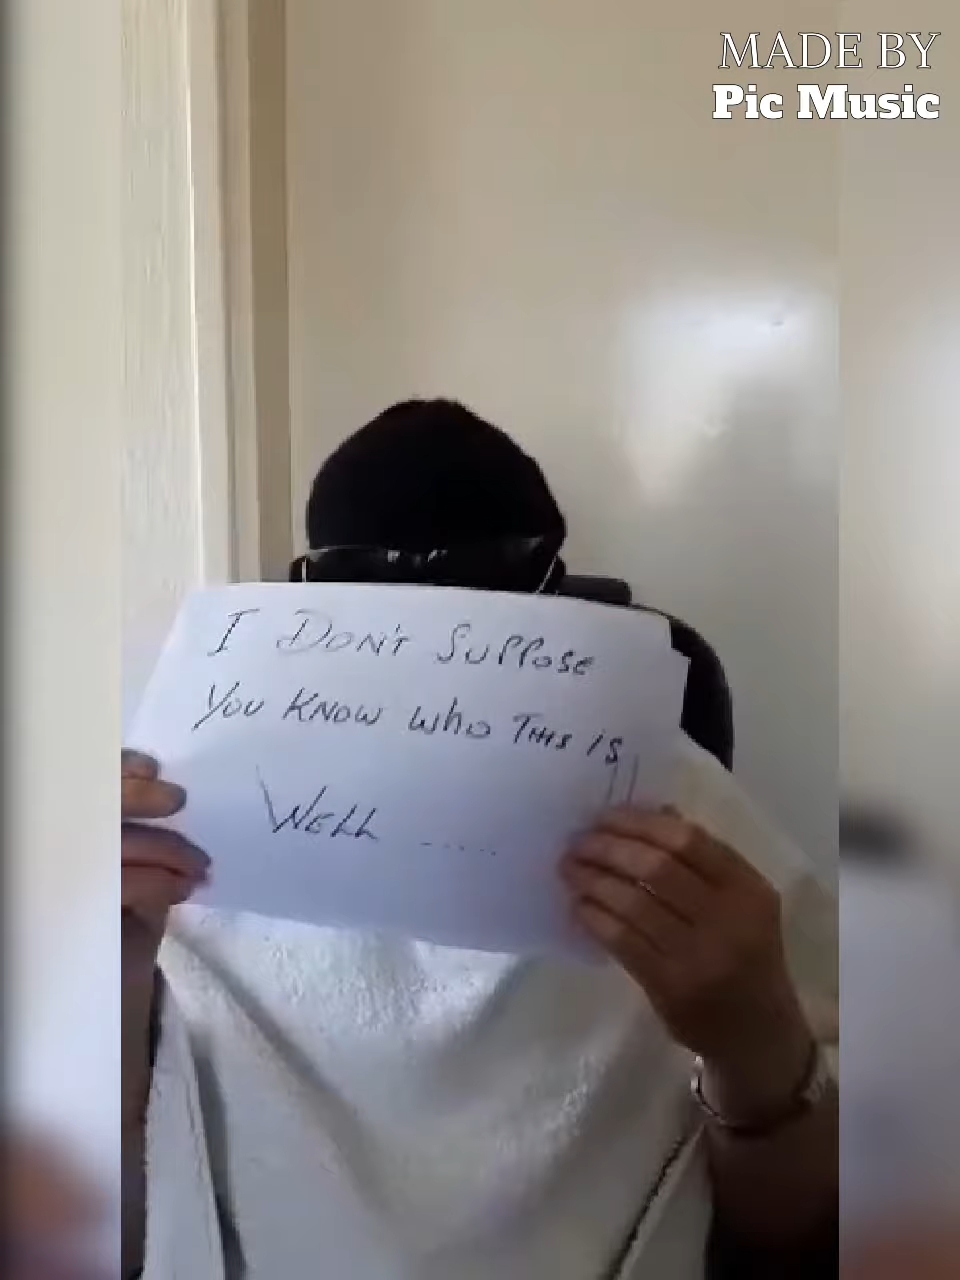 MADE BY
Pic Music
I DON'T SUPPOSE
YOU KNOW WHO THIS IS
!!
WELL ......